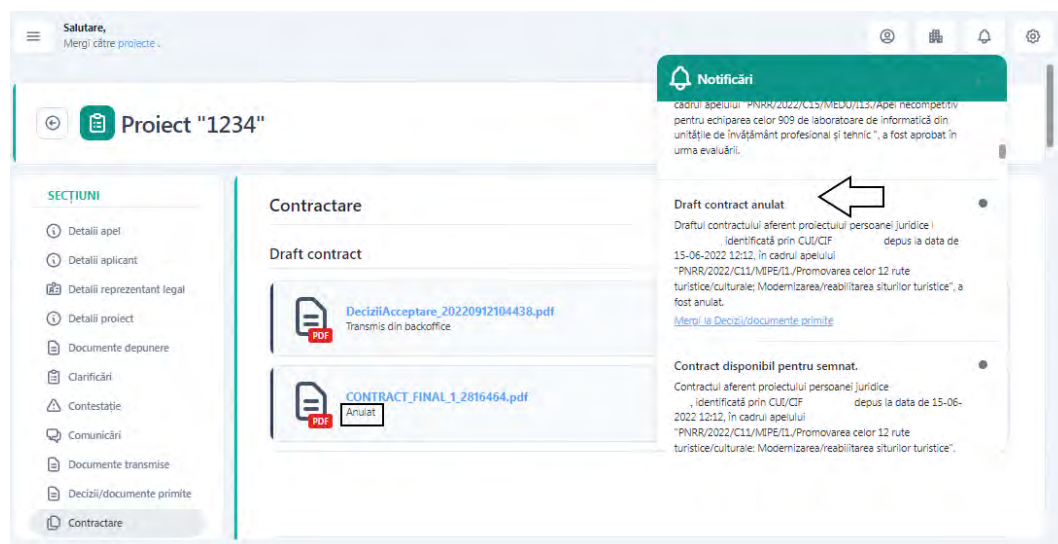 Salutare,
Mergi către proiecte .
Proiect "1234"
SECȚIUNI
Detalii apel
Detalii aplicant
Detalii reprezentant legal
Detalii proiect
Documente depunere
Clarificări
Contestație
Comunicări
Documente transmise
Decizii/documente primite
Contractare
Contractare
Draft contract
DeciziiAcceptare_20220912104438.pdf
Transmis din backoffice
PDF
CONTRACT_FINAL_1_2816464.pdf
Anulat
PDF
Notificări
cadrul apelului "PNRR/2022/C15/MEDU/I13./Apel necompetitiv
pentru echiparea celor 909 de laboratoare de informatică din
unitățile de învățământ profesional și tehnic ", a fost aprobat în
urma evaluării.
Draft contract anulat
Draftul contractului aferent proiectului persoanei juridice
, identificată prin CUI/CIF depus la data de
15-06-2022 12:12, în cadrul apelului
"PNRR/2022/C11/MIPE/I1./Promovarea celor 12 rute
turistice/culturale; Modernizarea/reabilitarea siturilor turistice", a
fost anulat.
Mergi la Decizii/documente primite
Contract disponibil pentru semnat.
Contractul aferent proiectului persoanei juridice
, identificată prin CUI/CIF depus la data de 15-06-
2022 12:12, în cadrul apelului
"PNRR/2022/C11/MIPE/I1./Promovarea celor 12 rute
turistice/culturale; Modernizarea/reabilitarea siturilor turistice",